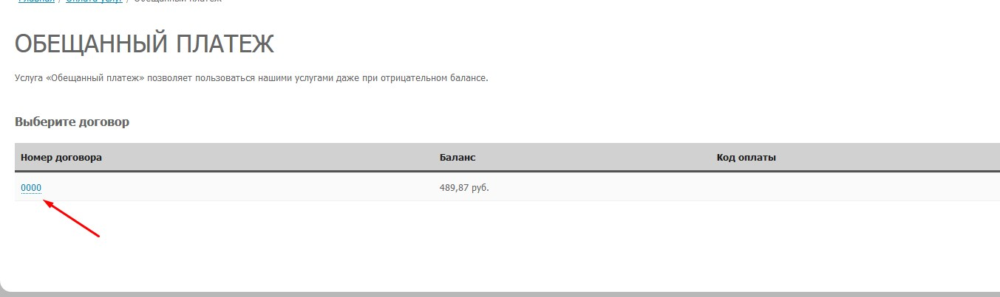 Главная / Оплата услуг / Обещанный платеж
ОБЕЩАННЫЙ ПЛАТЕЖ
Услуга «Обещанный платеж» позволяет пользоваться нашими услугами даже при отрицательном балансе.
Выберите договор
Номер договора Баланс Код оплаты
0000 489,87 руб.